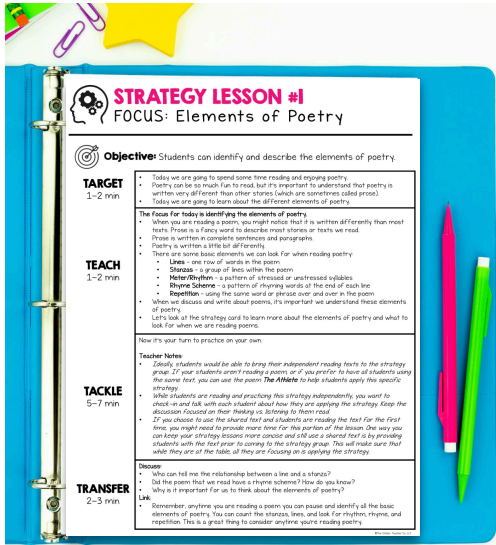 STRATEGY LESSON #1
FOCUS: Elements of Poetry
Objective: Students can identify and describe the elements of poetry.
TARGET
1-2 min
• Today we are going to spend some time reading and enjoying poetry.
• Poetry can be so much fun to read, but it's important to understand that poetry is
written very different than other stories (which are sometimes called prose).
• Today we are going to learn about the different elements of poetry.
TEACH
1-2 min
The focus for today is identifying the elements of poetry.
• When you are reading a poem, you might notice that it is written differently than most
texts. Prose is a fancy word to describe most stories or texts we read.
• Prose is written in complete sentences and paragraphs.
• Poetry is written a little bit differently.
• There are some basic elements we can look for when reading poetry:
• Lines - one row of words in the poem
• Stanzas - a group of lines within the poem
• Meter/Rhythm - a pattern of stressed or unstressed syllables
• Rhyme Scheme - a pattern of rhyming words at the end of each line
• Repetition - using the same word or phrase over and over in the poem
• When we discuss and write about poems, it's important we understand these elements
of poetry.
• Let's look at the strategy card to learn more about the elements of poetry and what to
look for when we are reading poems.
TACKLE
5-7 min
Now it's your turn to practice on your own.
Teacher Notes:
• Ideally, students would be able to bring their independent reading texts to the strategy
group. If your students aren't reading a poem, or if you prefer to have all students using
the same text, you can use the poem The Athlete to help students apply this specific
strategy.
• While students are reading and practicing this strategy independently, you want to
check-in and talk with each student about how they are applying the strategy. Keep the
discussion focused on their thinking vs. listening to them read.
• If you choose to use the shared text and students are reading the text for the first
time, you might need to provide more time for this portion of the lesson. One way you
can keep your strategy lessons more concise and still use a shared text is by providing
students with the text prior to coming to the strategy group. This will make sure that
while they are at the table, all they are focusing on is applying the strategy.
TRANSFER
2-3 min
Discuss:
• Who can tell me the relationship between a line and a stanza?
• Did the poem that we read have a rhyme scheme? How do you know?
• Why is it important for us to think about the elements of poetry?
Link:
• Remember, anytime you are reading a poem you can pause and identify all the basic
elements of poetry. You can count the stanzas, lines, and look for rhythm, rhyme, and
repetition. This is a great thing to consider anytime you're reading poetry.